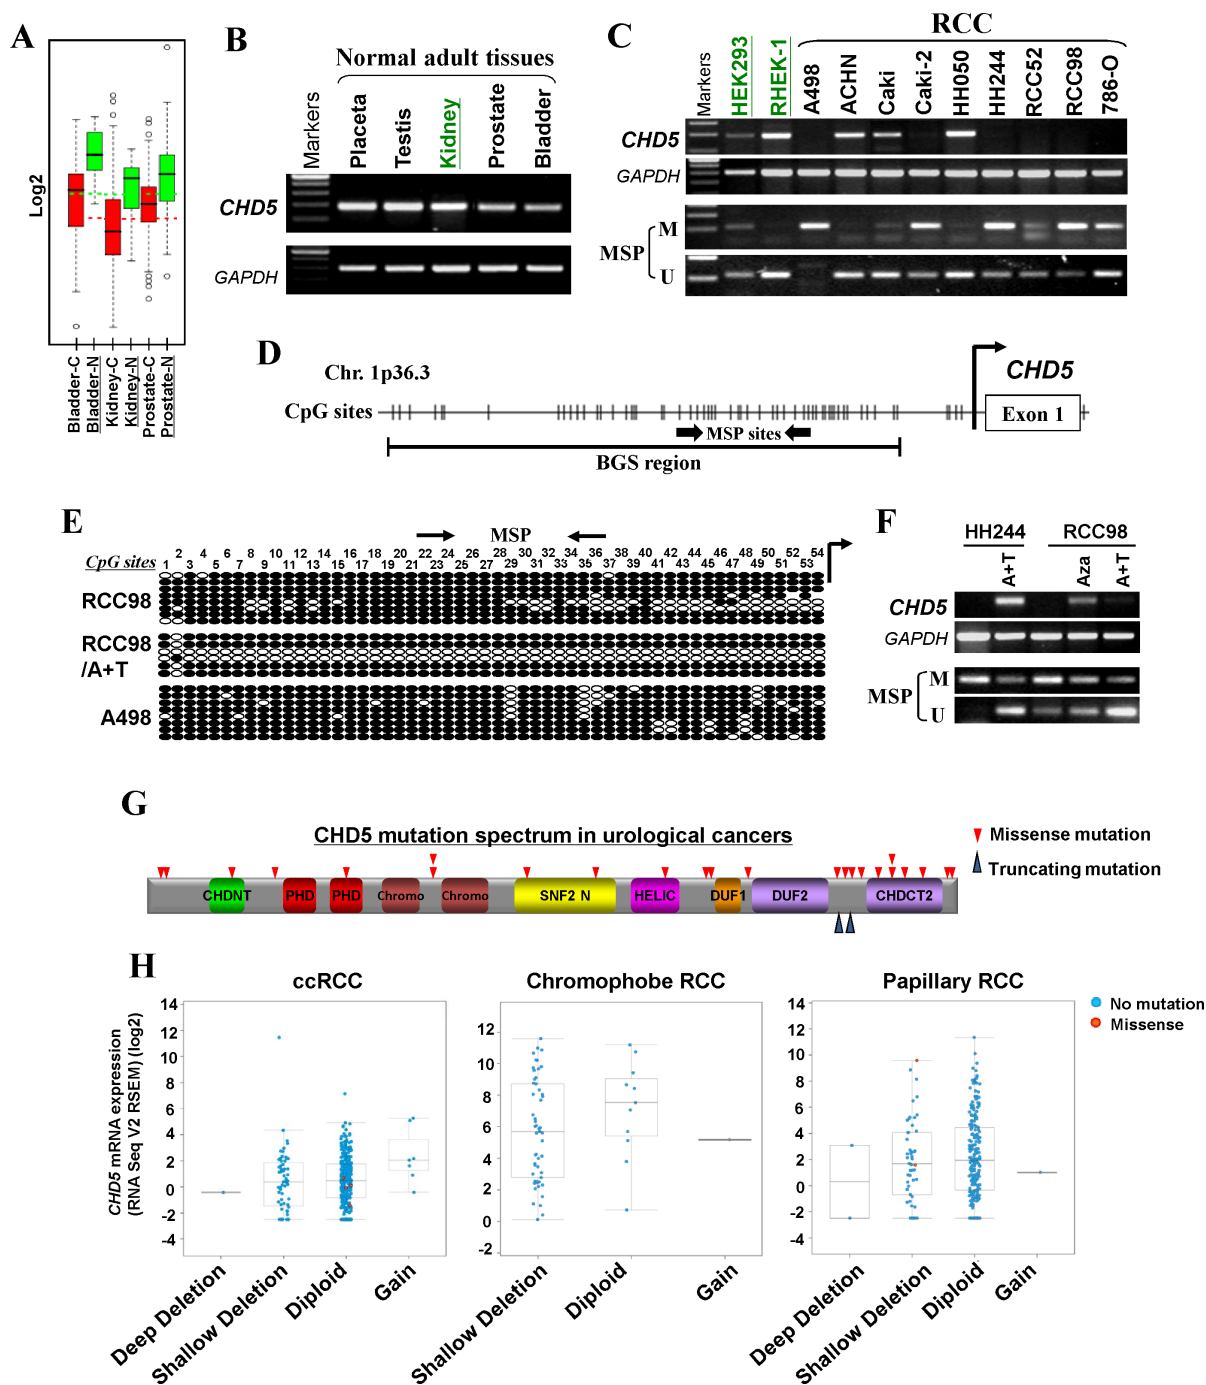 A
Log2
Bladder-C
Bladder-N
Kidney-C
Kidney-N
Prostate-C
Prostate-N
B
Normal adult tissues
Markers
Placeta
Testis
Kidney
Prostate
Bladder
CHD5
GAPDH
C
RCC
Markers
HEK293
RHEK-1
A498
ACHN
Caki
Caki-2
HH050
HH244
RCC52
RCC98
786-O
CHD5
GAPDH
MSP
M
U
D
Chr. 1p36.3
CHD5
CpG sites
Exon 1
MSP sites
BGS region
E
MSP
2 4 6 8 10 12 14 16 18 20 22 24 26 28 30 32 34 36 38 40 42 44 46 48 50 52 54
CpG sites 1 3 5 7 9 11 13 15 17 19 21 23 25 27 29 31 33 35 37 39 41 43 45 47 49 51 53
RCC98
RCC98
/A+T
A498
F
HH244 RCC98
A+T
Aza
A+T
CHD5
GAPDH
MSP
M
U
G
CHD5 mutation spectrum in urological cancers
Missense mutation
Truncating mutation
CHDNT PHD PHD Chromo Chromo SNF2 N HELIC DUF1 DUF2 CHDCT2
H
ccRCC
CHD5 mRNA expression
(RNA Seq V2 RSEM) (log2)
14
12
10
8
6
4
2
0
-2
-4
Deep Deletion
Shallow Deletion
Diploid
Gain
Chromophobe RCC
12
10
8
6
4
2
0
-2
Shallow Deletion
Diploid
Gain
Papillary RCC
14
12
10
8
6
4
2
0
-2
-4
Deep Deletion
Shallow Deletion
Diploid
Gain
No mutation
Missense